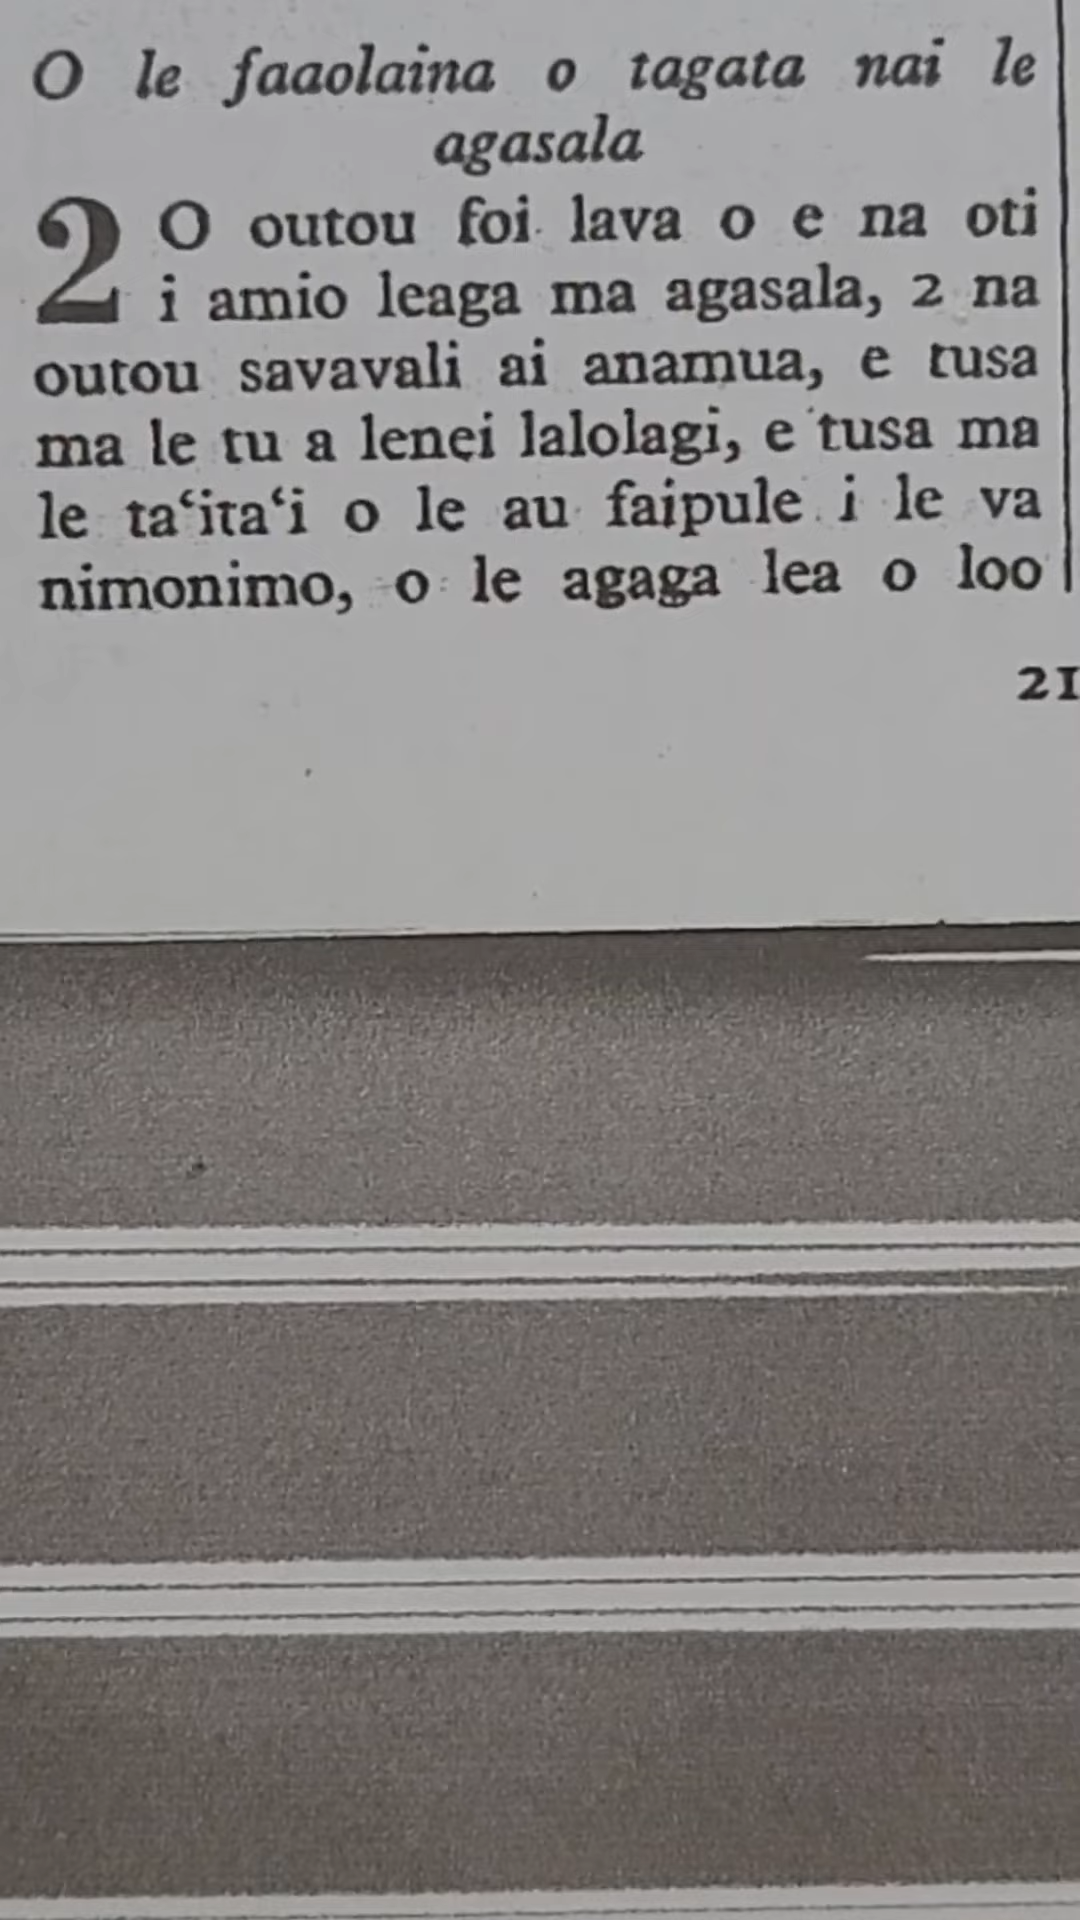 O le faaolaina o tagata nai le
agasala
2 O outou foi lava o e na oti
i amio leaga ma agasala, 2 na
outou savavali ai anamua, e tusa
ma le tu a lenei lalolagi, e tusa ma
le ta‘ita‘i o le au faipule i le va
nimonimo, o le agaga lea o loo
21